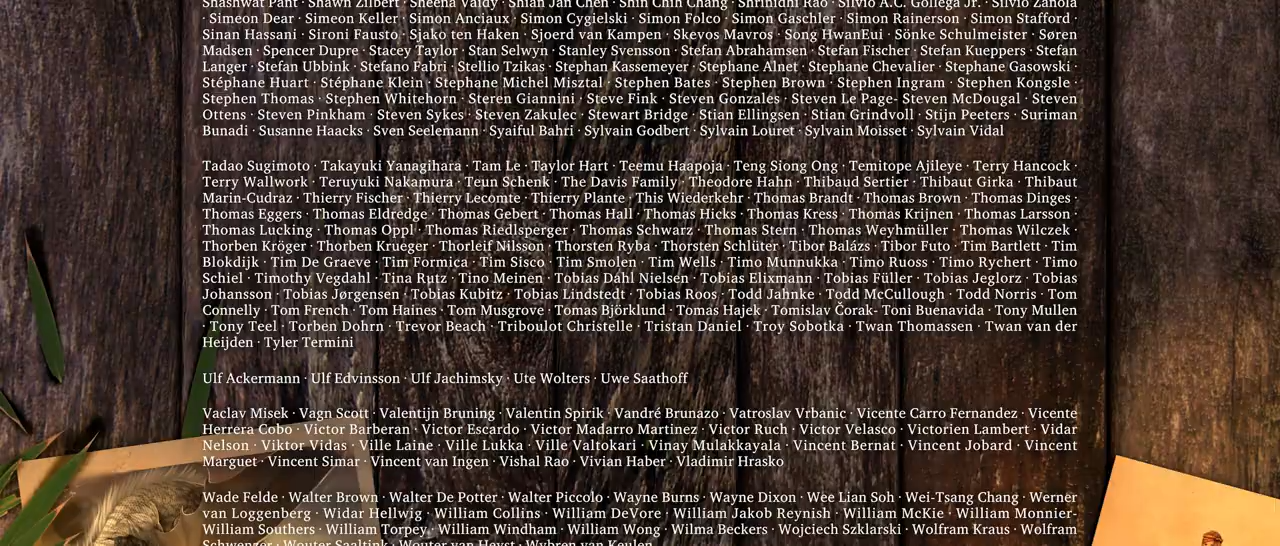 Shashwat Pant · Shawn Zilbert · Sheena Vaidy · Shian Jan Chen · Shin Chin Chang · Shrinidhi Rao · Silvio A.C. Gollega Jr. · Silvio Zanola
· Simeon Dear · Simeon Keller · Simon Anciaux · Simon Cygielski · Simon Folco · Simon Gaschler · Simon Rainerson · Simon Stafford ·
Sinan Hassani · Sironi Fausto · Sjako ten Haken · Sjoerd van Kampen · Skevos Mavros · Song HwanEui · Sönke Schulmeister · Søren
Madsen · Spencer Dupre · Stacey Taylor · Stan Selwyn · Stanley Svensson · Stefan Abrahamsen · Stefan Fischer · Stefan Kueppers · Stefan
Langer · Stefan Ubbink · Stefano Fabri · Stellio Tzikas · Stephan Kassemeyer · Stephane Alnet · Stephane Chevalier · Stephane Gasowski ·
Stéphane Huart · Stéphane Klein · Stephane Michel Misztal · Stephen Bates · Stephen Brown · Stephen Ingram · Stephen Kongsle ·
Stephen Thomas · Stephen Whitehorn · Steren Giannini · Steve Fink · Steven Gonzales · Steven Le Page- Steven McDougal · Steven
Ottens · Steven Pinkham · Steven Sykes · Steven Zakulec · Stewart Bridge · Stian Ellingsen · Stian Grindvoll · Stijn Peeters · Suriman
Bunadi · Susanne Haacks · Sven Seelemann · Syaiful Bahri · Sylvain Godbert · Sylvain Louret · Sylvain Moisset · Sylvain Vidal
Tadao Sugimoto · Takayuki Yanagihara · Tam Le · Taylor Hart · Teemu Haapoja · Teng Siong Ong · Temitope Ajileye · Terry Hancock ·
Terry Wallwork · Teruyuki Nakamura · Teun Schenk · The Davis Family · Theodore Hahn · Thibaud Sertier · Thibaut Girka · Thibaut
Marin-Cudraz · Thierry Fischer · Thierry Lecomte · Thierry Plante · This Wiederkehr · Thomas Brandt · Thomas Brown · Thomas Dinges ·
Thomas Eggers · Thomas Eldredge · Thomas Gebert · Thomas Hall · Thomas Hicks · Thomas Kress · Thomas Krijnen · Thomas Larsson ·
Thomas Lucking · Thomas Oppl · Thomas Riedlsperger · Thomas Schwarz · Thomas Stern · Thomas Weyhmüller · Thomas Wilczek ·
Thorben Kröger · Thorben Krueger · Thorleif Nilsson · Thorsten Ryba · Thorsten Schlüter · Tibor Balázs · Tibor Futo · Tim Bartlett · Tim
Blokdijk · Tim De Graeve · Tim Formica · Tim Sisco · Tim Smolen · Tim Wells · Timo Munnukka · Timo Ruoss · Timo Rychert · Timo
Schiel · Timothy Vegdahl · Tina Rutz · Tino Meinen · Tobias Dahl Nielsen · Tobias Elixmann · Tobias Füller · Tobias Jeglorz · Tobias
Johansson · Tobias Jørgensen · Tobias Kubitz · Tobias Lindstedt · Tobias Roos · Todd Jahnke · Todd McCullough · Todd Norris · Tom
Connelly · Tom French · Tom Haines · Tom Musgrove · Tomas Björklund · Tomas Hajek · Tomislav Čorak- Toni Buenavida · Tony Mullen
· Tony Teel · Torben Dohrn · Trevor Beach · Triboulot Christelle · Tristan Daniel · Troy Sobotka · Twan Thomassen · Twan van der
Heijden · Tyler Termini
Ulf Ackermann · Ulf Edvinsson · Ulf Jachimsky · Ute Wolters · Uwe Saathoff
Vaclav Misek · Vagn Scott · Valentijn Bruning · Valentin Spirik · Vandré Brunazo · Vatroslav Vrbanic · Vicente Carro Fernandez · Vicente
Herrera Cobo · Victor Barberan · Victor Escardo · Victor Madarro Martinez · Victor Ruch · Victor Velasco · Victorien Lambert · Vidar
Nelson · Viktor Vidas · Ville Laine · Ville Lukka · Ville Valtokari · Vinay Mulakkayala · Vincent Bernat · Vincent Jobard · Vincent
Marguet · Vincent Simar · Vincent van Ingen · Vishal Rao · Vivian Haber · Vladimir Hrasko
Wade Felde · Walter Brown · Walter De Potter · Walter Piccolo · Wayne Burns · Wayne Dixon · Wee Lian Soh · Wei-Tsang Chang · Werner
van Loggenberg · Widar Hellwig · William Collins · William DeVore · William Jakob Reynish · William McKie · William Monnier-
William Southers · William Torpey · William Windham · William Wong · Wilma Beckers · Wojciech Szklarski · Wolfram Kraus · Wolfram
Schwenzer · Wouter Saaltink · Wouter van Heyst · Wybren van Keulen